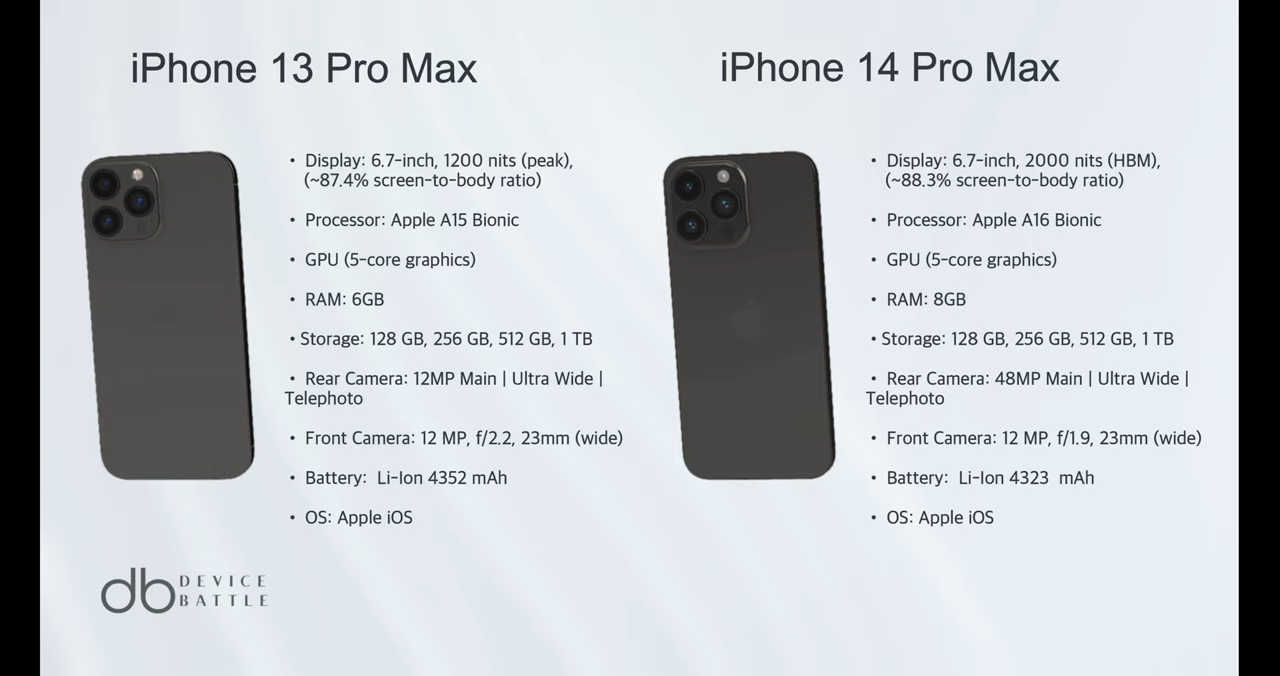 iPhone 13 Pro Max
• Display: 6.7-inch, 1200 nits (peak),
(~87.4% screen-to-body ratio)
• Processor: Apple A15 Bionic
• GPU (5-core graphics)
• RAM: 6GB
• Storage: 128 GB, 256 GB, 512 GB, 1 TB
• Rear Camera: 12MP Main | Ultra Wide |
Telephoto
• Front Camera: 12 MP, f/2.2, 23mm (wide)
• Battery: Li-Ion 4352 mAh
• OS: Apple iOS
iPhone 14 Pro Max
• Display: 6.7-inch, 2000 nits (HBM),
(~88.3% screen-to-body ratio)
• Processor: Apple A16 Bionic
• GPU (5-core graphics)
• RAM: 8GB
• Storage: 128 GB, 256 GB, 512 GB, 1 TB
• Rear Camera: 48MP Main | Ultra Wide |
Telephoto
• Front Camera: 12 MP, f/1.9, 23mm (wide)
• Battery: Li-Ion 4323 mAh
• OS: Apple iOS
db DEVICE
BATTLE